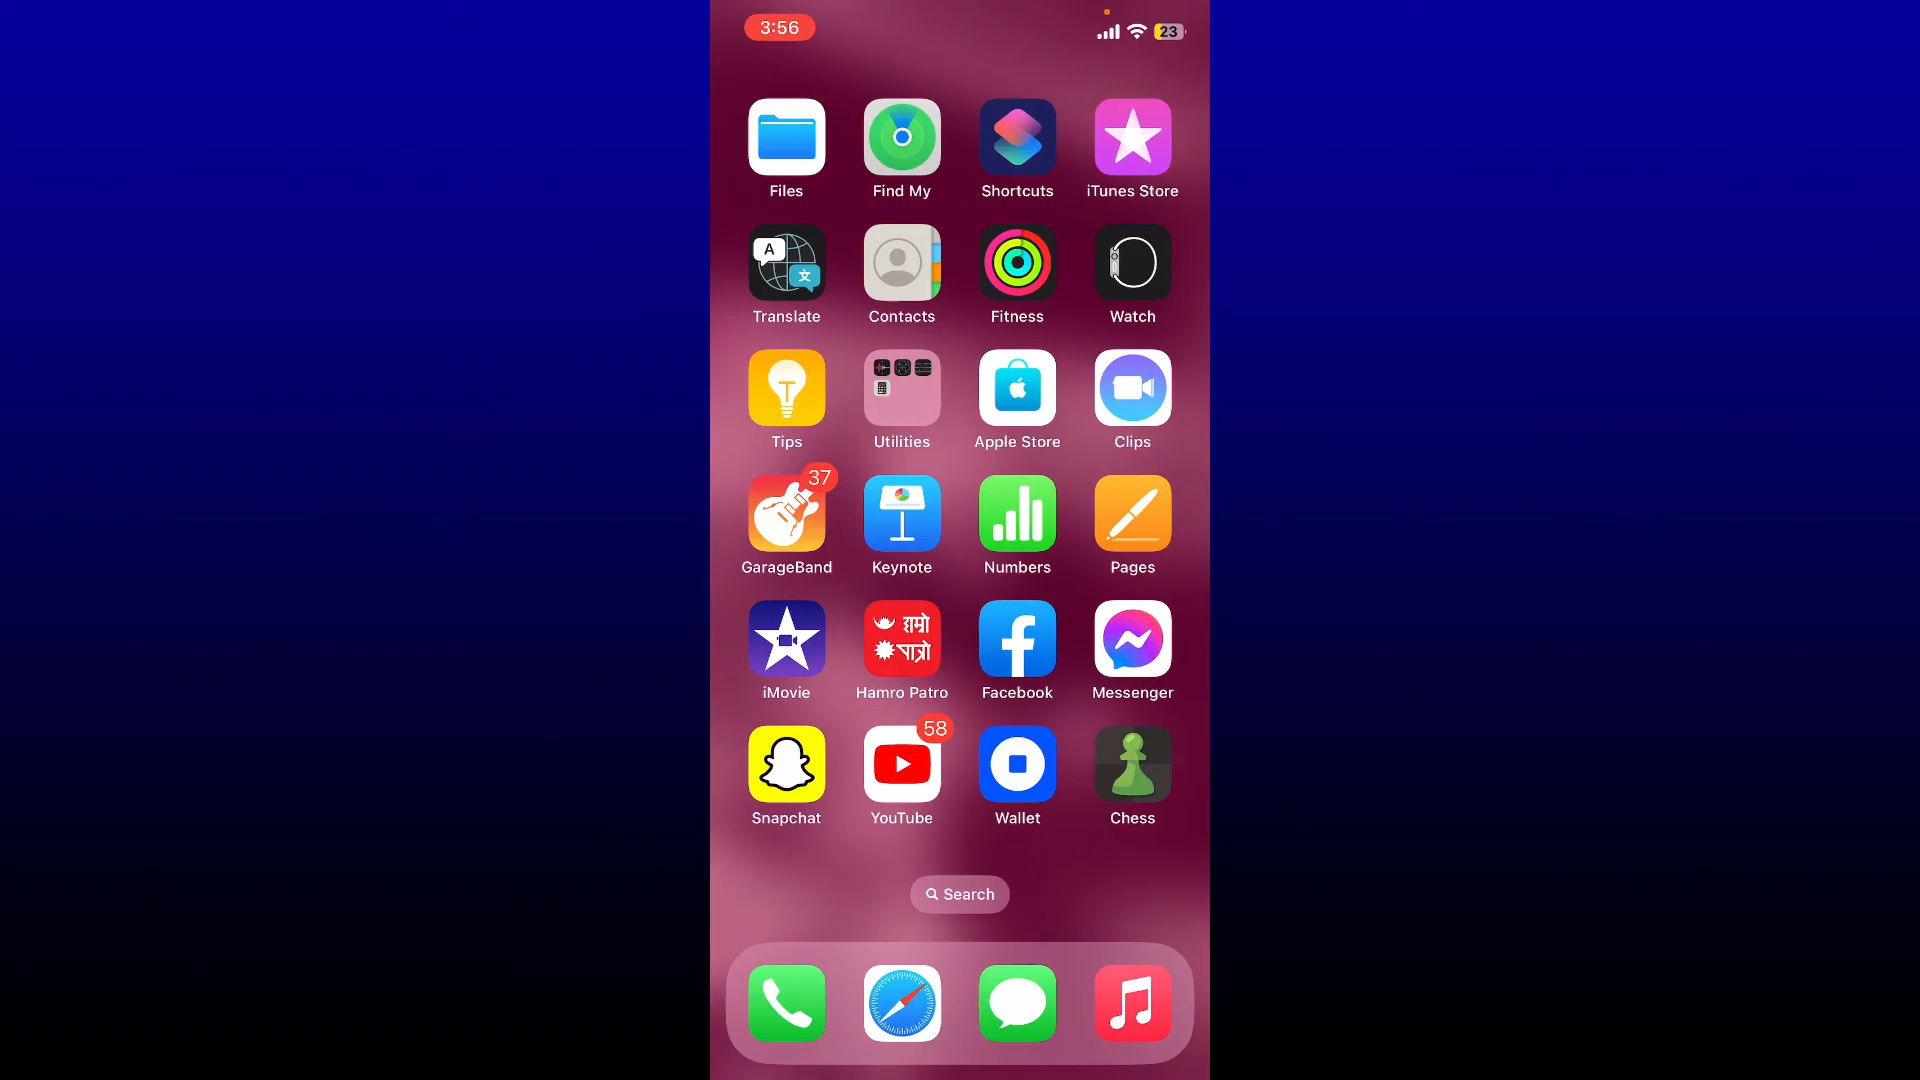 3:56
23
Files
Find My
Shortcuts
iTunes Store
A
文
Translate
Contacts
Fitness
Watch
Tips
Utilities
Apple Store
Clips
37
GarageBand
Keynote
Numbers
Pages
हाम्रो
पात्रो
iMovie
Hamro Patro
Facebook
Messenger
58
Snapchat
YouTube
Wallet
Chess
Search